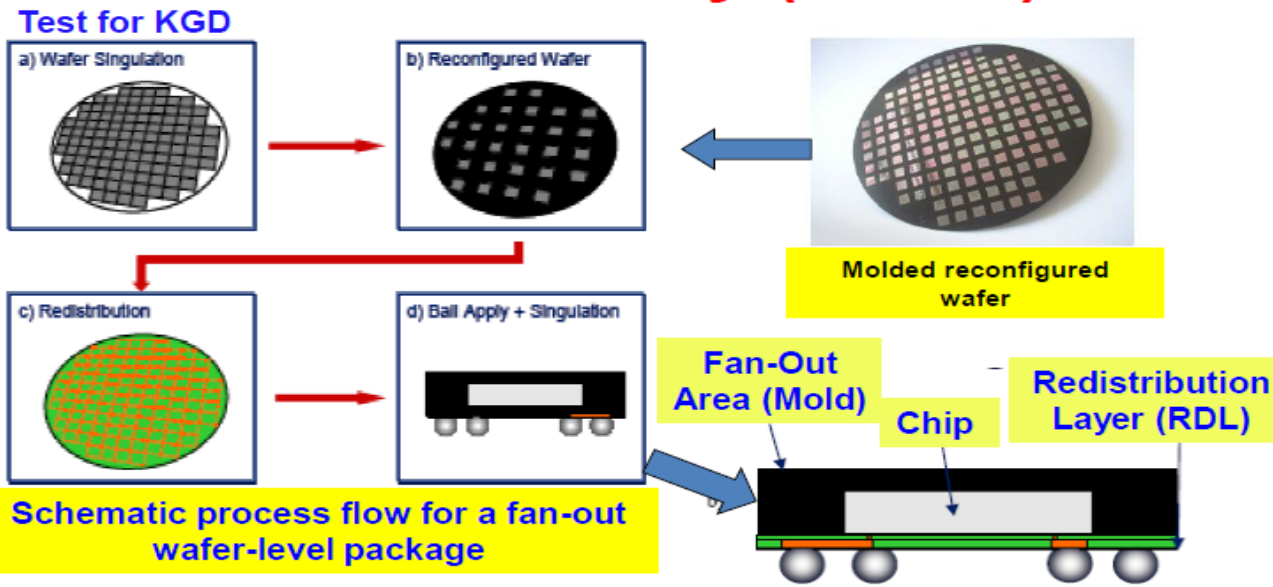 Test for KGD
a) Wafer Singulation
b) Reconfigured Wafer
Molded reconfigured
wafer
c) Redistribution
d) Ball Apply + Singulation
Fan-Out
Area (Mold)
Chip
Redistribution
Layer (RDL)
Schematic process flow for a fan-out
wafer-level package